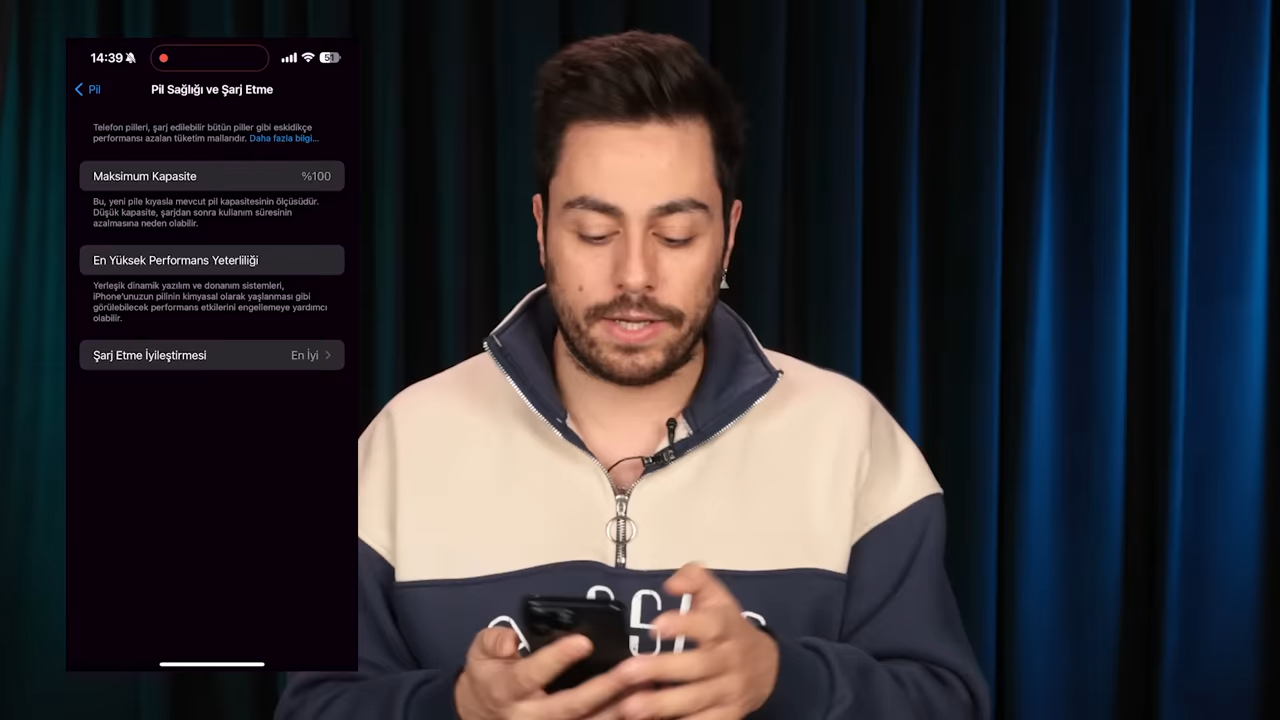 14:39
51
Pil
Pil Sağlığı ve Şarj Etme
Telefon pilleri, şarj edilebilir bütün piller gibi eskidikçe
performansı azalan tüketim mallarıdır. Daha fazla bilgi...
Maksimum Kapasite
%100
Bu, yeni pile kıyasla mevcut pil kapasitesinin ölçüsüdür.
Düşük kapasite, şarjdan sonra kullanım süresinin
azalmasına neden olabilir.
En Yüksek Performans Yeterliliği
Yerleşik dinamik yazılım ve donanım sistemleri,
iPhone'unuzun pilinin kimyasal olarak yaşlanması gibi
görülebilecek performans etkilerini engellemeye yardımcı
olabilir.
Şarj Etme İyileştirmesi
En İyi